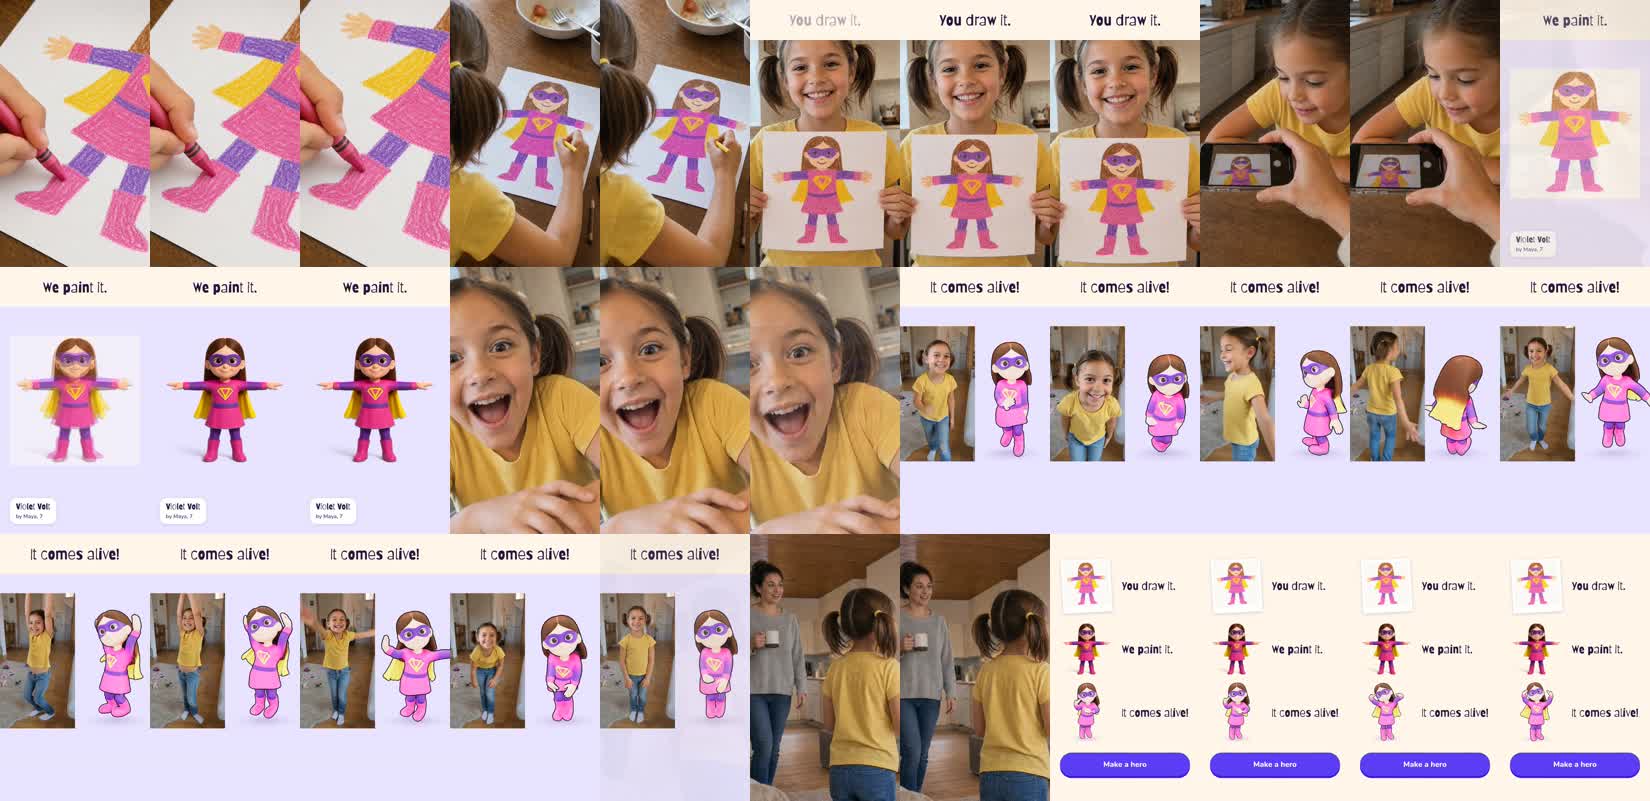 You draw it.
You draw it.
You draw it.
We paint it.
Violet Volt
by Maya, 7
We paint it.
We paint it.
We paint it.
It comes alive!
It comes alive!
It comes alive!
It comes alive!
It comes alive!
Violet Volt
by Maya, 7
Violet Volt
by Maya, 7
Violet Volt
by Maya, 7
It comes alive!
It comes alive!
It comes alive!
It comes alive!
It comes alive!
You draw it.
You draw it.
You draw it.
You draw it.
We paint it.
We paint it.
We paint it.
We paint it.
It comes alive!
It comes alive!
It comes alive!
It comes alive!
Make a hero
Make a hero
Make a hero
Make a hero